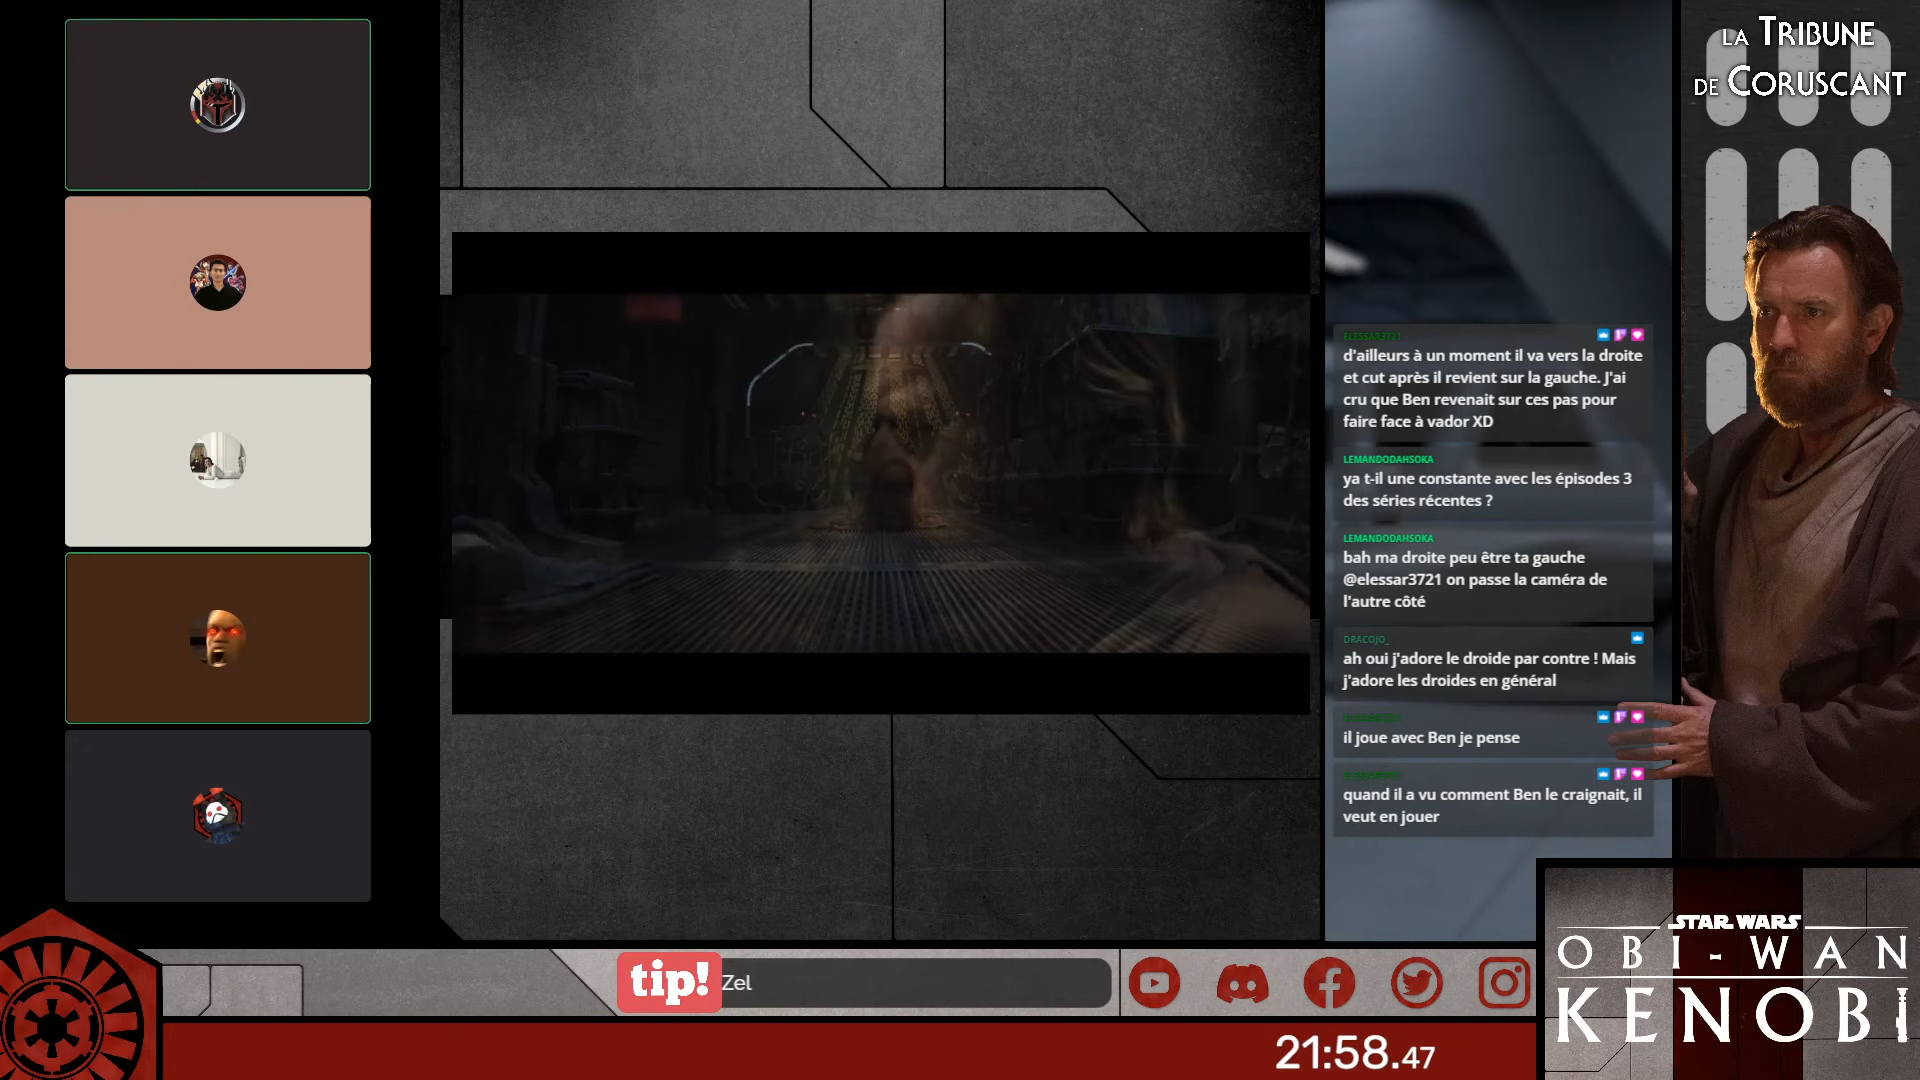 LA TRIBUNE
DE CORUSCANT
ELESSAR3721
d'ailleurs à un moment il va vers la droite
et cut après il revient sur la gauche. J'ai
cru que Ben revenait sur ces pas pour
faire face à vador XD
LEMANDODAHSOKA
ya t-il une constante avec les épisodes 3
des séries récentes ?
LEMANDODAHSOKA
bah ma droite peu être ta gauche
@elessar3721 on passe la caméra de
l'autre côté
DRACOJO_
ah oui j'adore le droide par contre ! Mais
j'adore les droides en général
il joue avec Ben je pense
quand il a vu comment Ben le craignait, il
veut en jouer
STAR WARS
OBI-WAN
KENOBI
tip! Zel
21:58.47